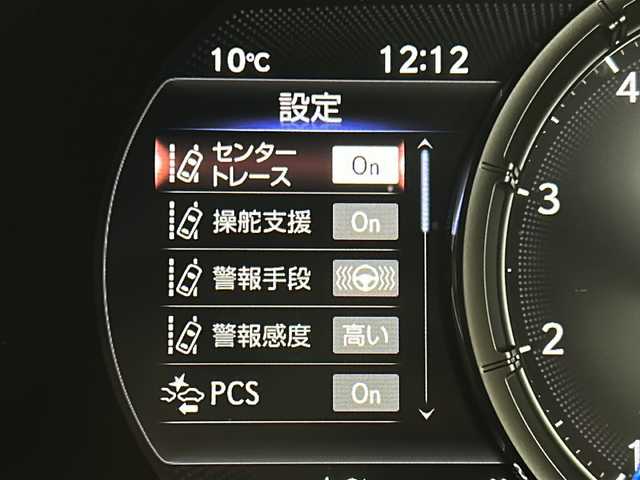 10℃ 12:12
設定
センター
トレース On
操舵支援 On
警報手段
警報感度 高い
PCS On
4
3
2
1